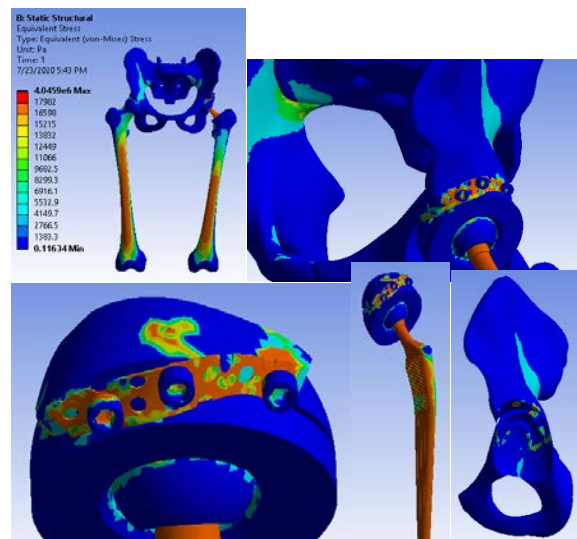 B: Static Structural
Equivalent Stress
Type: Equivalent (von-Mises) Stress
Unit: Pa
Time: 1
7/23/2020 5:43 PM
4.0459e6 Max
17982
16598
15215
13832
12449
11066
9682.5
8299.3
6916.1
5532.9
4149.7
2766.5
1383.3
0.11634 Min